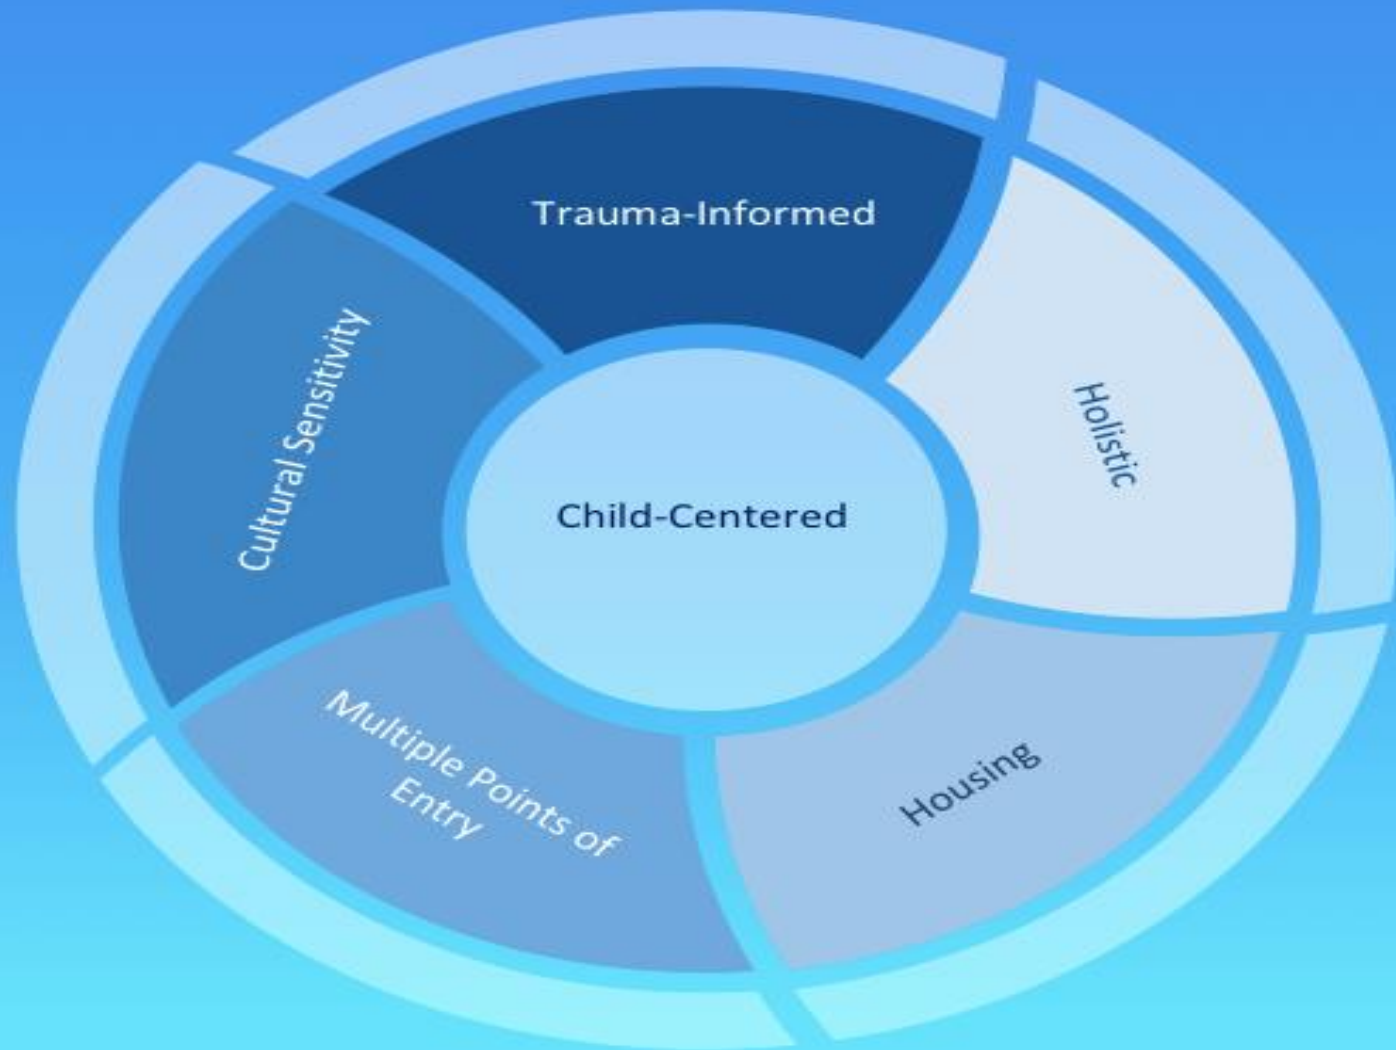 Trauma-Informed
Holistic
Housing
Multiple Points of
Entry
Cultural Sensitivity
Child-Centered